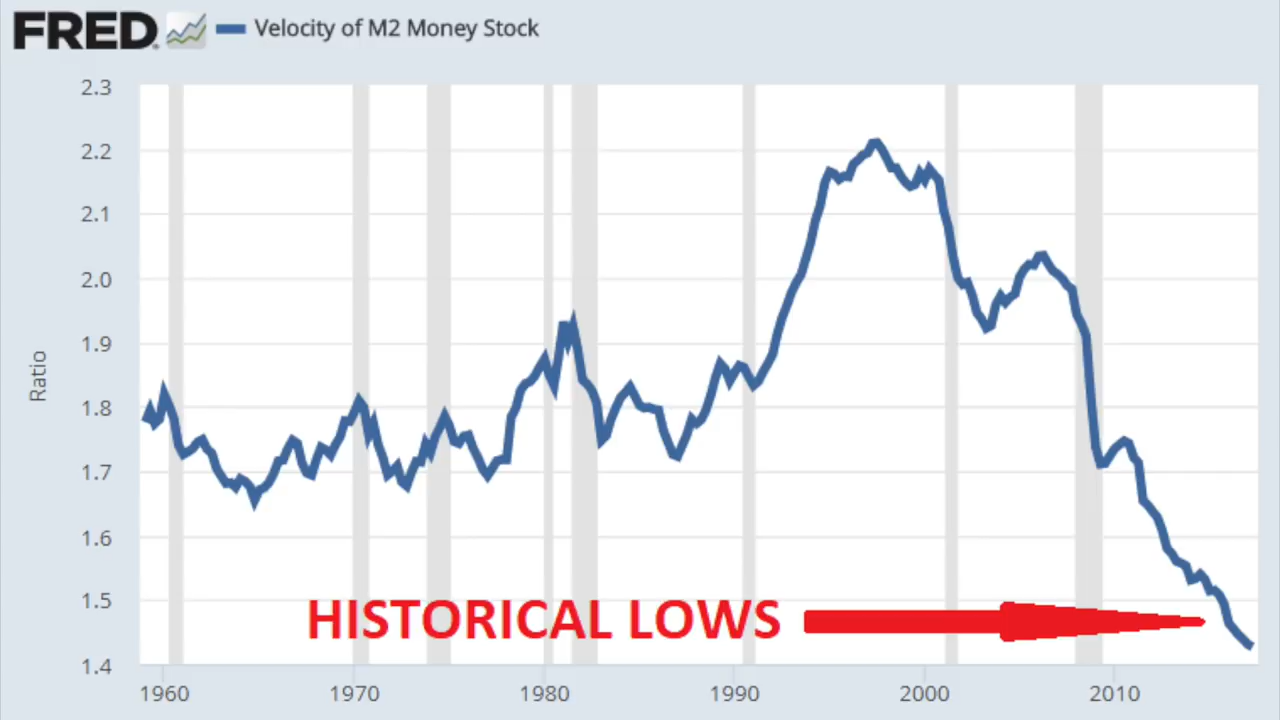 FRED
Velocity of M2 Money Stock
2.3
2.2
2.1
2.0
1.9
1.8
1.7
1.6
1.5
1.4
Ratio
HISTORICAL LOWS
1960 1970 1980 1990 2000 2010